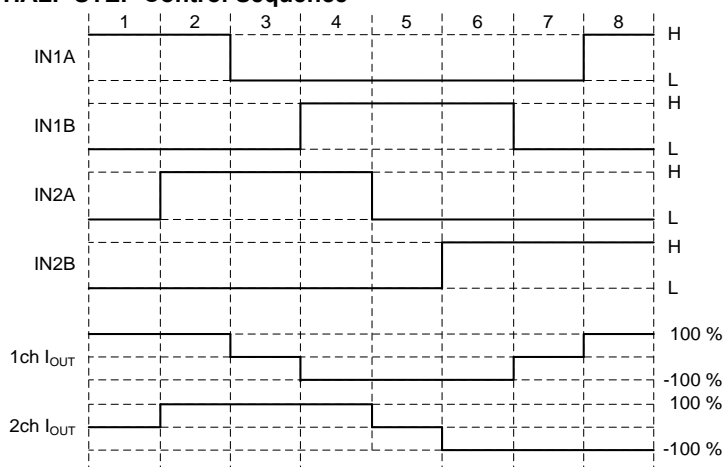 HALF STEP Control Sequence
1 2 3 4 5 6 7 8
IN1A
H
L
IN1B
H
L
IN2A
H
L
IN2B
H
L
1ch IOUT
100 %
-100 %
2ch IOUT
100 %
-100 %